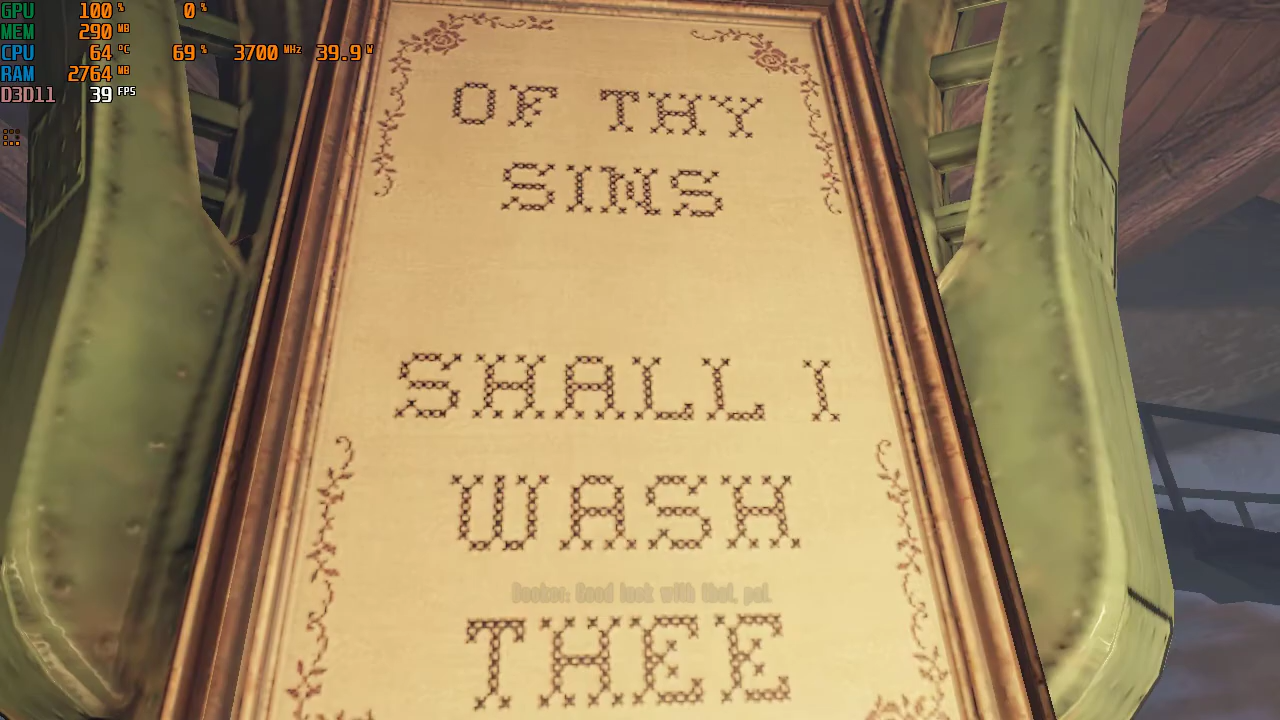 GPU 100 % 0 %
MEM 290 MB
CPU 64 °C 69 % 3700 MHz 39.9 W
RAM 2764 MB
D3D11 39 FPS
OF THY
SINS
SHALL I
WASH
Booker: Good luck with that, pal.
THEE